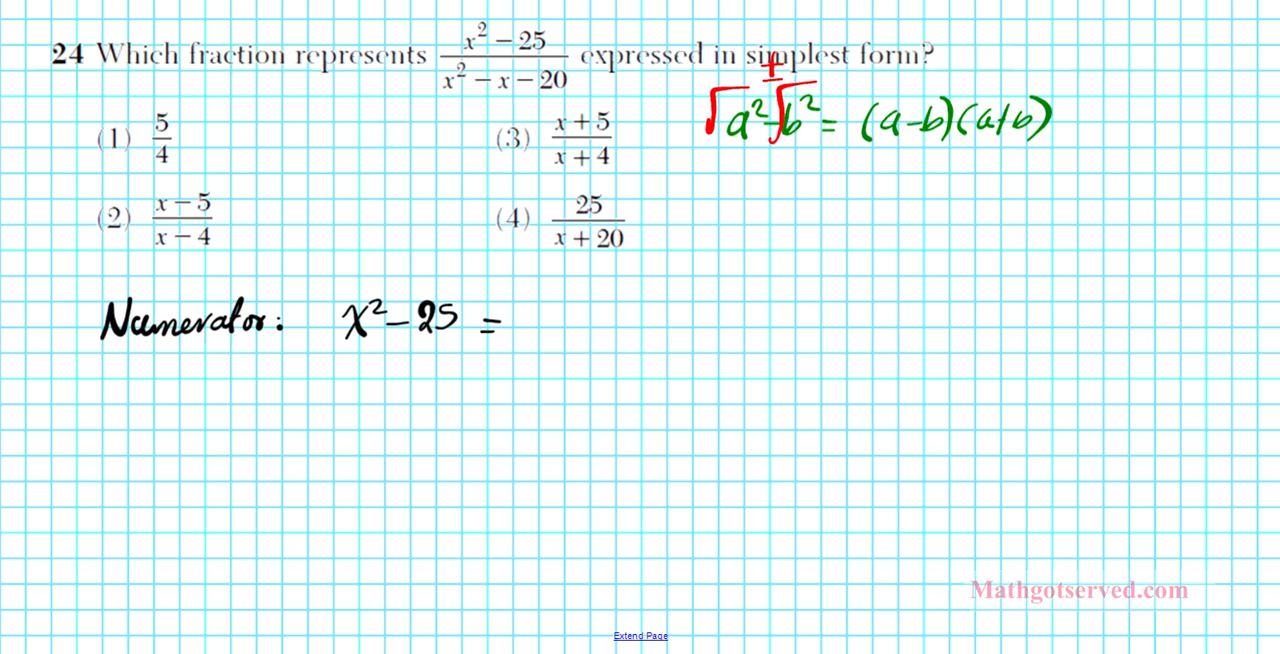 24 Which fraction represents x² − 25 / x² − x − 20 expressed in simplest form?
√a² ± √b² = (a−b)(a+b)
(1) 5/4
(3) x + 5 / x + 4
(2) x − 5 / x − 4
(4) 25 / x + 20
Numerator: x² − 25 =
Mathgotserved.com
Extend Page